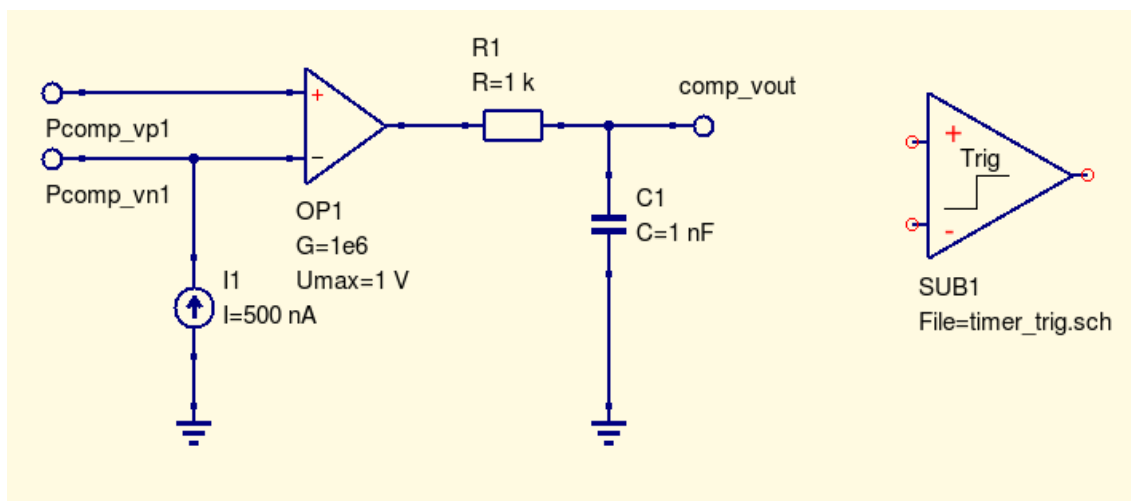 R1
R=1 k
comp_vout
+
Pcomp_vp1
−
Pcomp_vn1
OP1
G=1e6
Umax=1 V
I1
I=500 nA
C1
C=1 nF
+
Trig
-
SUB1
File=timer_trig.sch